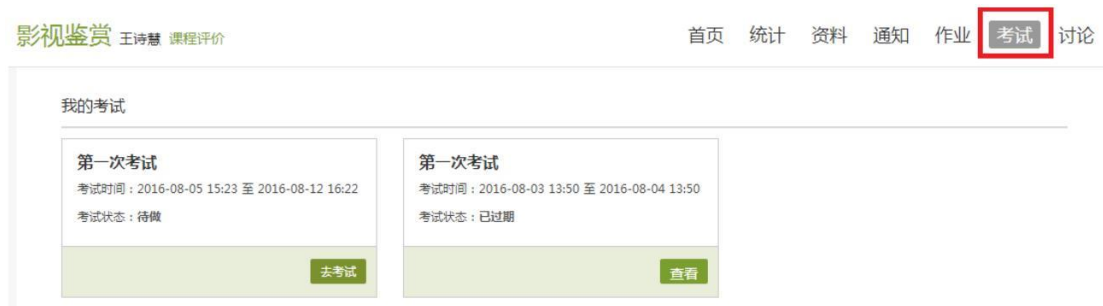 影视鉴赏 王诗慧 课程评价 首页 统计 资料 通知 作业 考试 讨论
我的考试
第一次考试
考试时间：2016-08-05 15:23 至 2016-08-12 16:22
考试状态：待做
去考试
第一次考试
考试时间：2016-08-03 13:50 至 2016-08-04 13:50
考试状态：已过期
查看